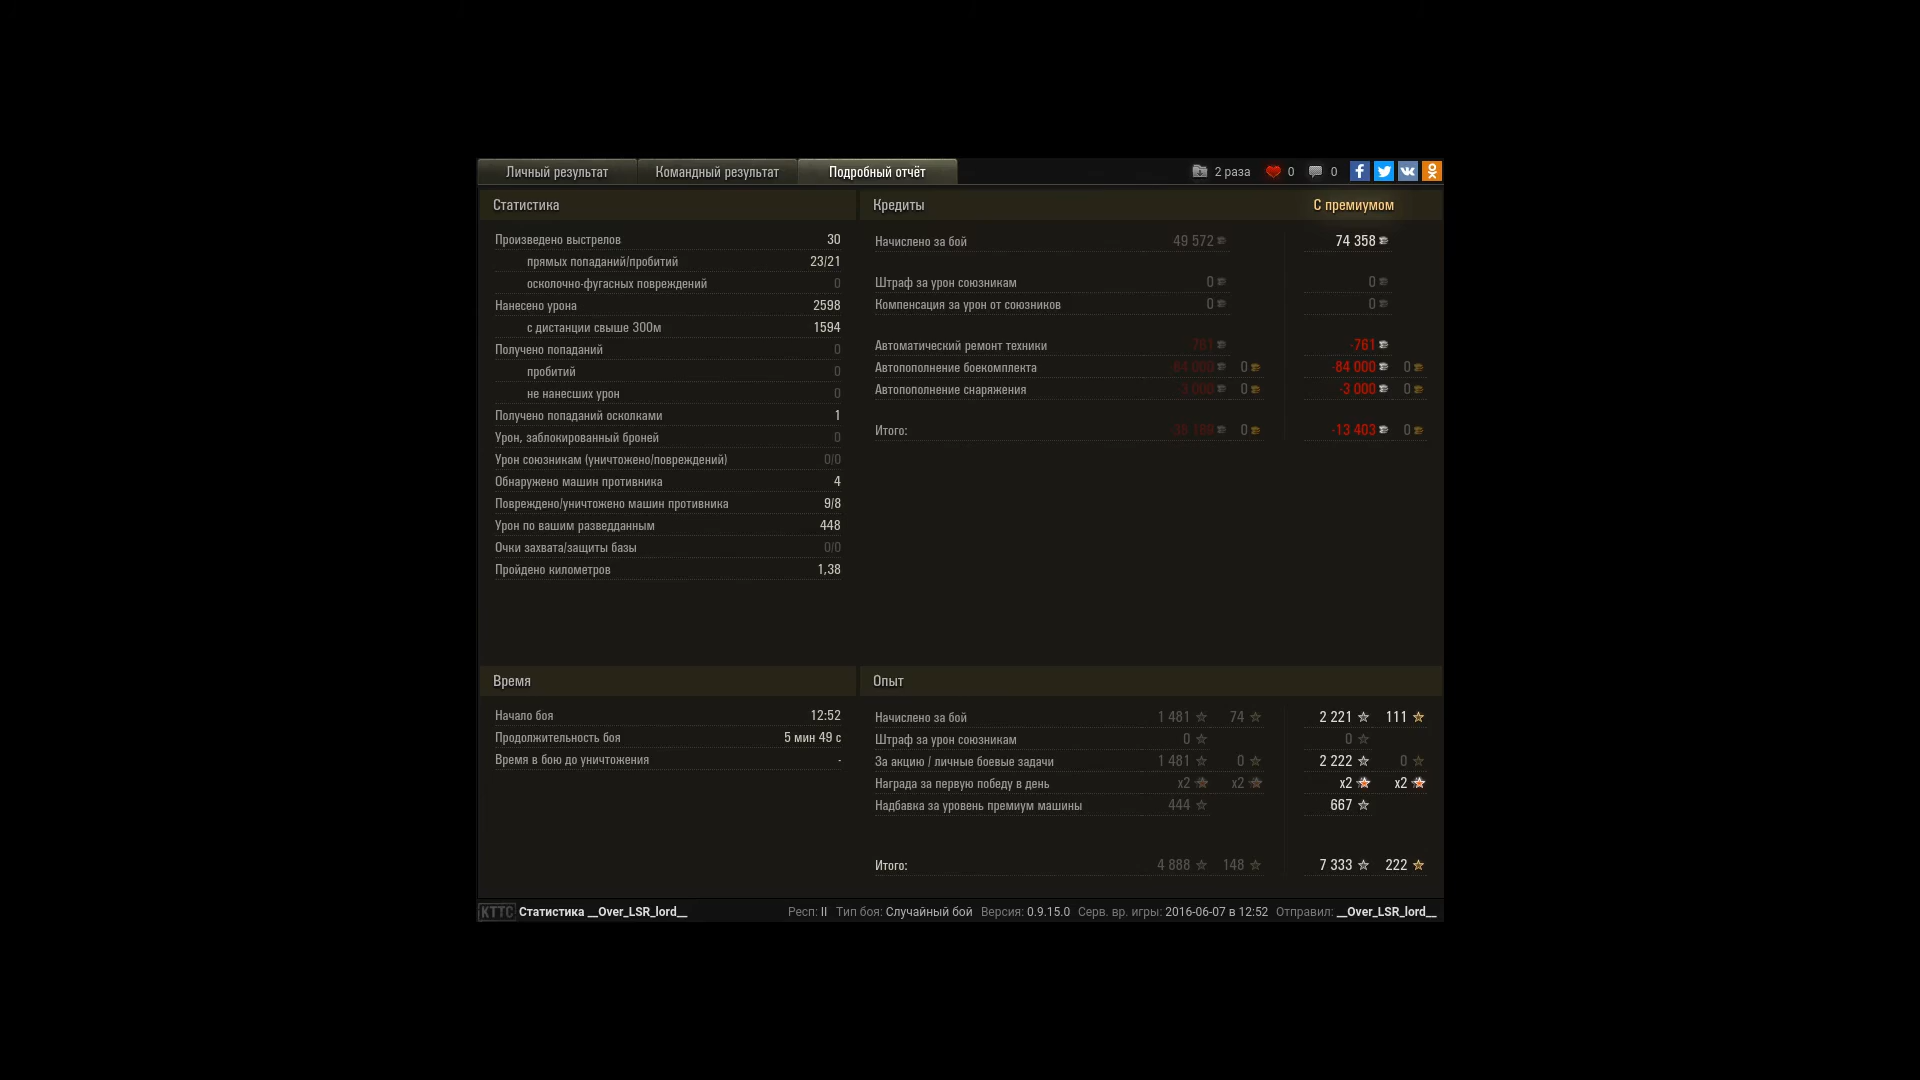 Личный результат Командный результат Подробный отчёт 2 раза 0 0
Статистика
Произведено выстрелов 30
прямых попаданий/пробитий 23/21
осколочно-фугасных повреждений 0
Нанесено урона 2598
с дистанции свыше 300м 1594
Получено попаданий 0
пробитий 0
не нанесших урон 0
Получено попаданий осколками 1
Урон, заблокированный броней 0
Урон союзникам (уничтожено/повреждений) 0/0
Обнаружено машин противника 4
Повреждено/уничтожено машин противника 9/8
Урон по вашим разведданным 448
Очки захвата/защиты базы 0/0
Пройдено километров 1,38
Кредиты С премиумом
Начислено за бой 49 572 74 358
Штраф за урон союзникам 0 0
Компенсация за урон от союзников 0 0
Автоматический ремонт техники -761 -761
Автопополнение боекомплекта -84 000 0 -84 000 0
Автопополнение снаряжения -3 000 0 -3 000 0
Итого: -38 189 0 -13 403 0
Время
Начало боя 12:52
Продолжительность боя 5 мин 49 с
Время в бою до уничтожения -
Опыт
Начислено за бой 1 481 74 2 221 111
Штраф за урон союзникам 0 0
За акцию / личные боевые задачи 1 481 0 2 222 0
Награда за первую победу в день x2 x2 x2 x2
Надбавка за уровень премиум машины 444 667
Итого: 4 888 148 7 333 222
КТТС Статистика __Over_LSR_lord__ Респ: II Тип боя: Случайный бой Версия: 0.9.15.0 Серв. вр. игры: 2016-06-07 в 12:52 Отправил: __Over_LSR_lord__